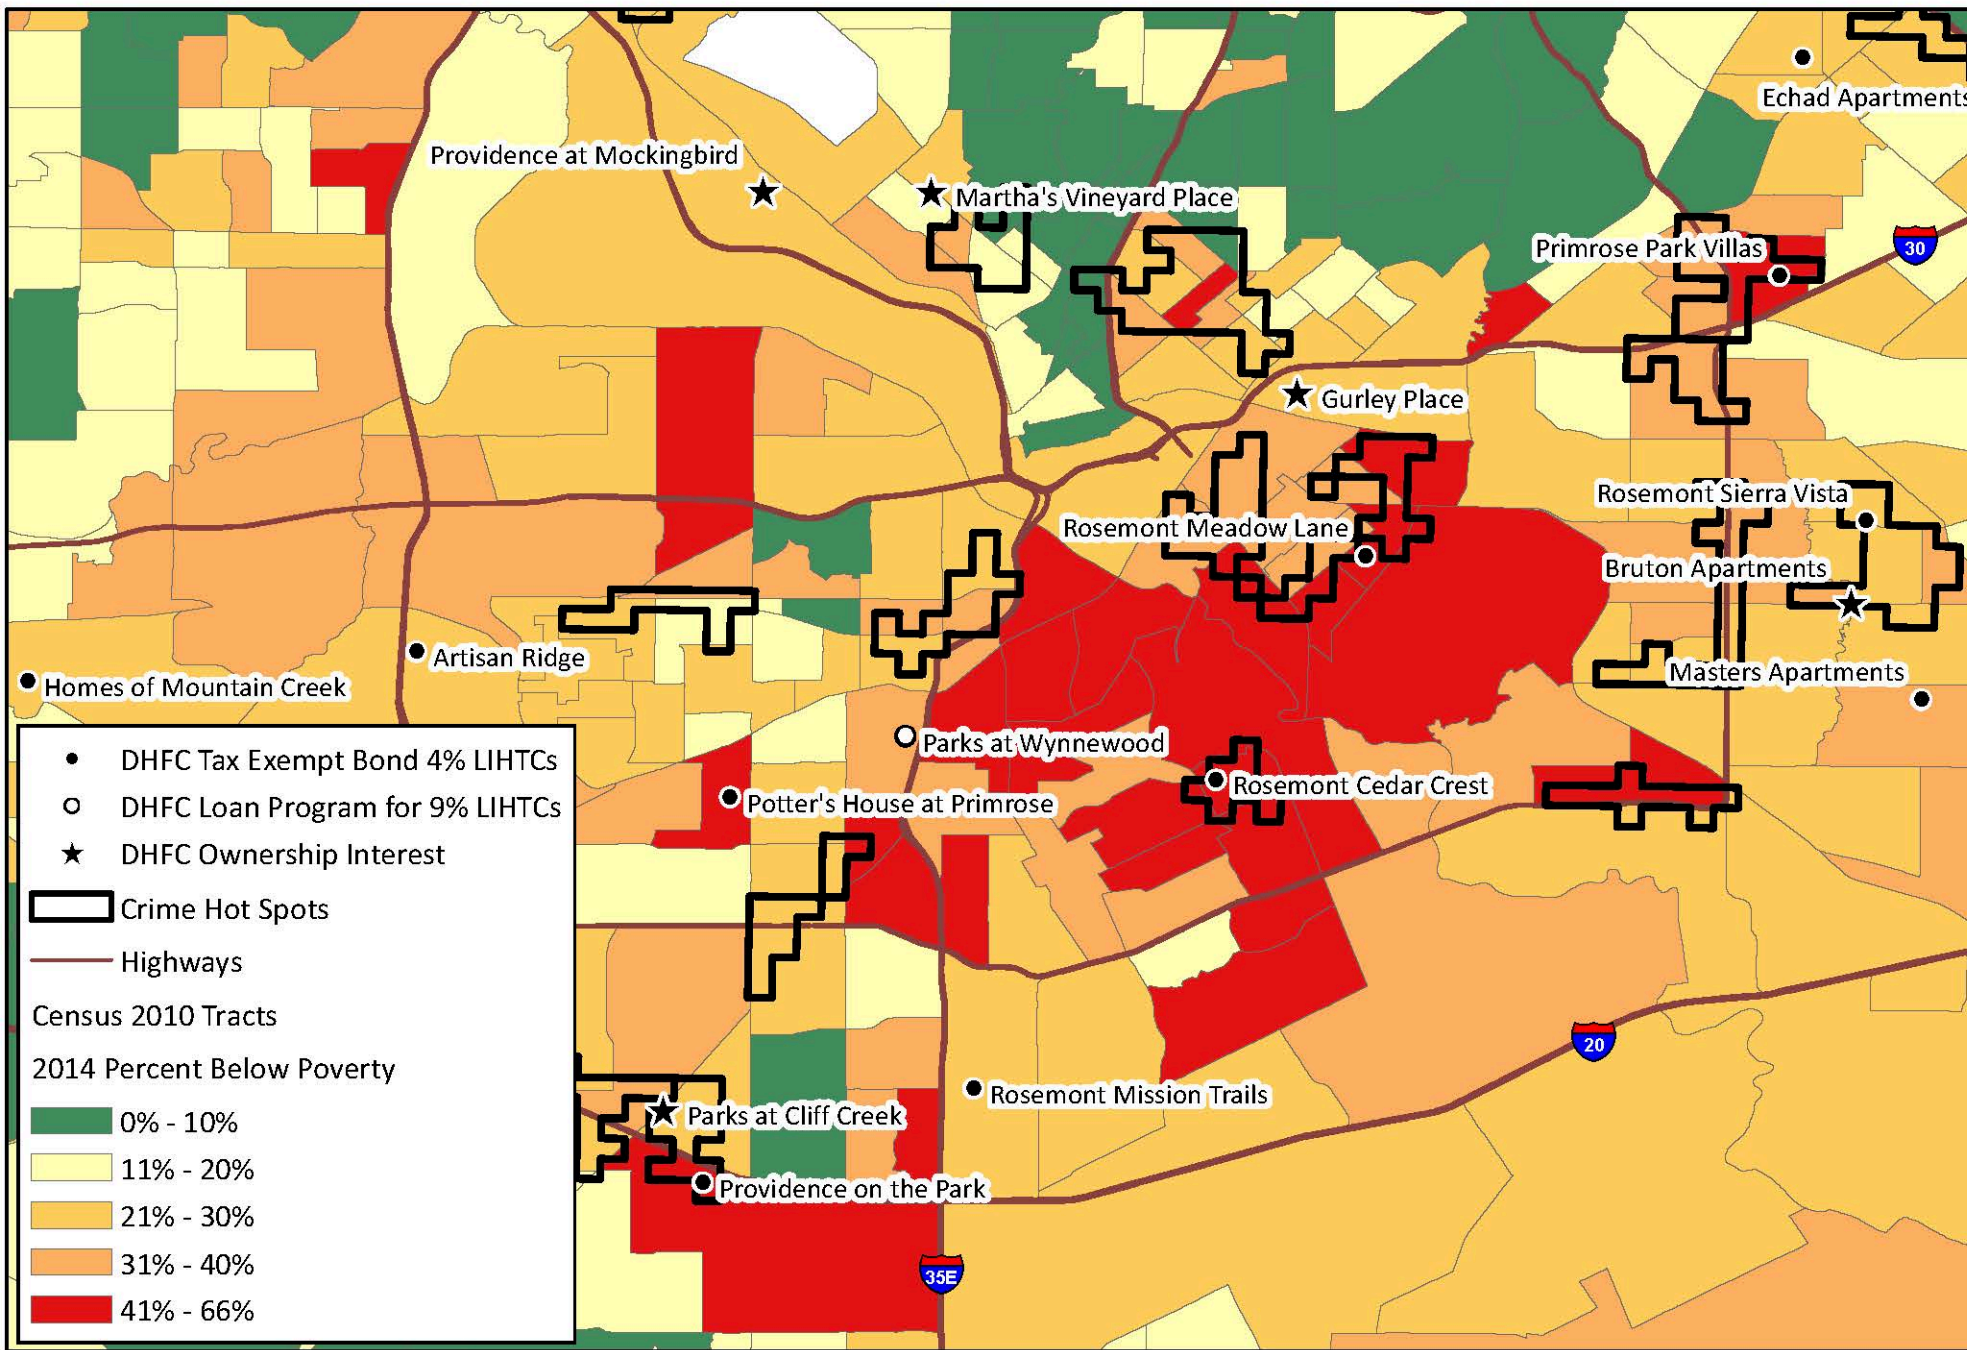 Echad Apartments
Providence at Mockingbird
Martha's Vineyard Place
Primrose Park Villas
30
Gurley Place
Rosemont Sierra Vista
Rosemont Meadow Lane
Bruton Apartments
Artisan Ridge
Homes of Mountain Creek
Masters Apartments
Parks at Wynnewood
Rosemont Cedar Crest
Potter's House at Primrose
20
Rosemont Mission Trails
Parks at Cliff Creek
Providence on the Park
35E
DHFC Tax Exempt Bond 4% LIHTCs
DHFC Loan Program for 9% LIHTCs
DHFC Ownership Interest
Crime Hot Spots
Highways
Census 2010 Tracts
2014 Percent Below Poverty
0% - 10%
11% - 20%
21% - 30%
31% - 40%
41% - 66%